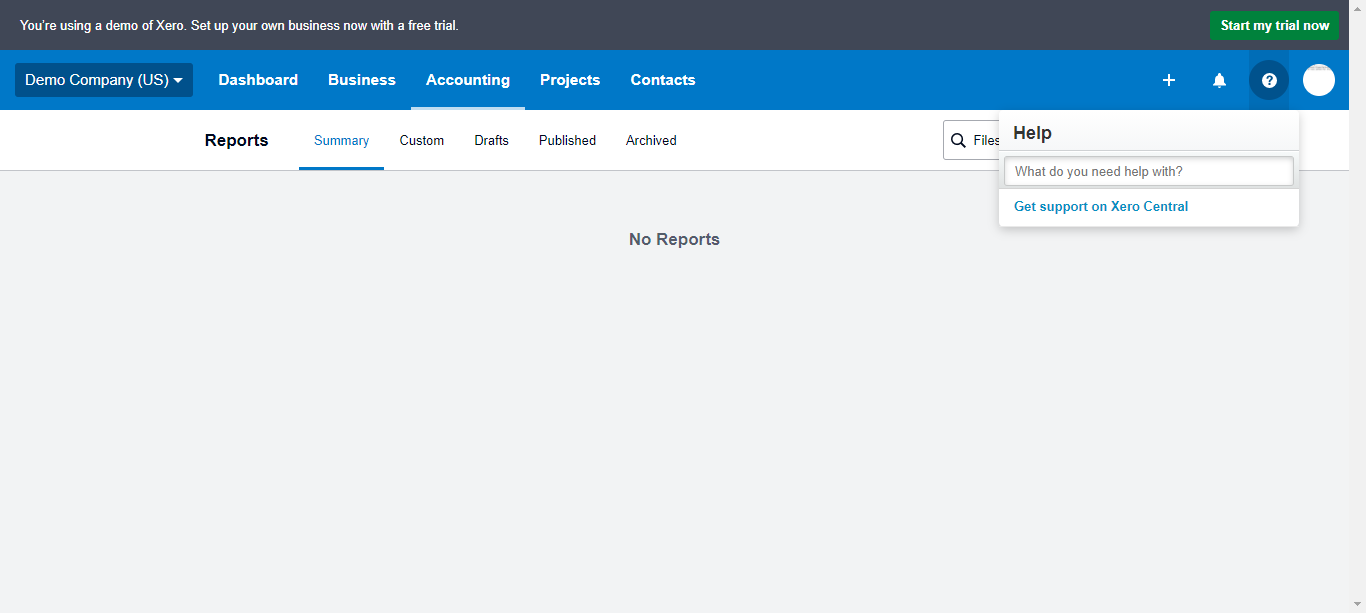 You're using a demo of Xero. Set up your own business now with a free trial.
Start my trial now
Demo Company (US)
Dashboard
Business
Accounting
Projects
Contacts
Reports
Summary
Custom
Drafts
Published
Archived
Files
Help
What do you need help with?
Get support on Xero Central
No Reports